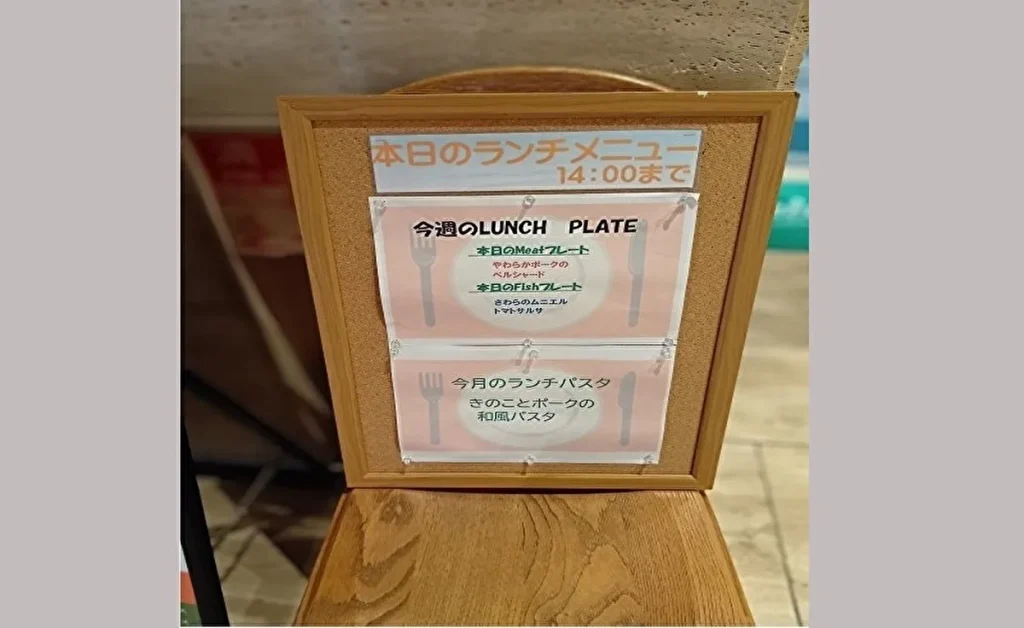 本日のランチメニュー
14:00まで
今週のLUNCH PLATE
本日のMeatプレート
やわらかポークの
ペルシャード
本日のFishプレート
さわらのムニエル
トマトサルサ
今月のランチパスタ
きのことポークの
和風パスタ